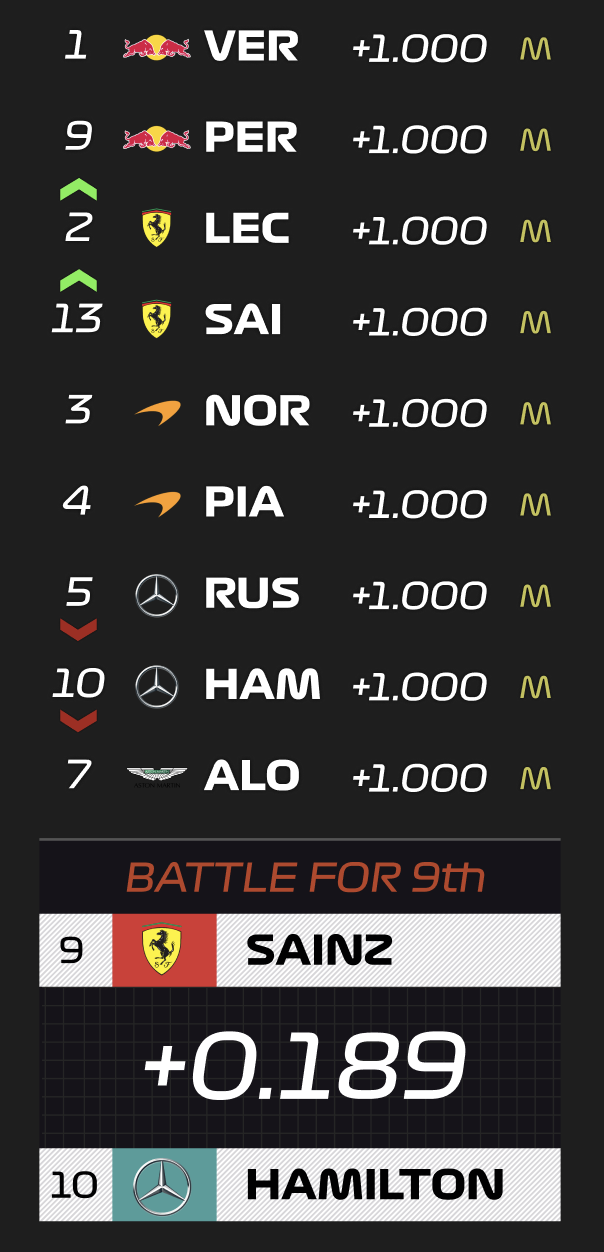 1 VER +1.000 M
9 PER +1.000 M
2 LEC +1.000 M
13 SAI +1.000 M
3 NOR +1.000 M
4 PIA +1.000 M
5 RUS +1.000 M
10 HAM +1.000 M
7 ALO +1.000 M
BATTLE FOR 9th
9 SAINZ
+0.189
10 HAMILTON